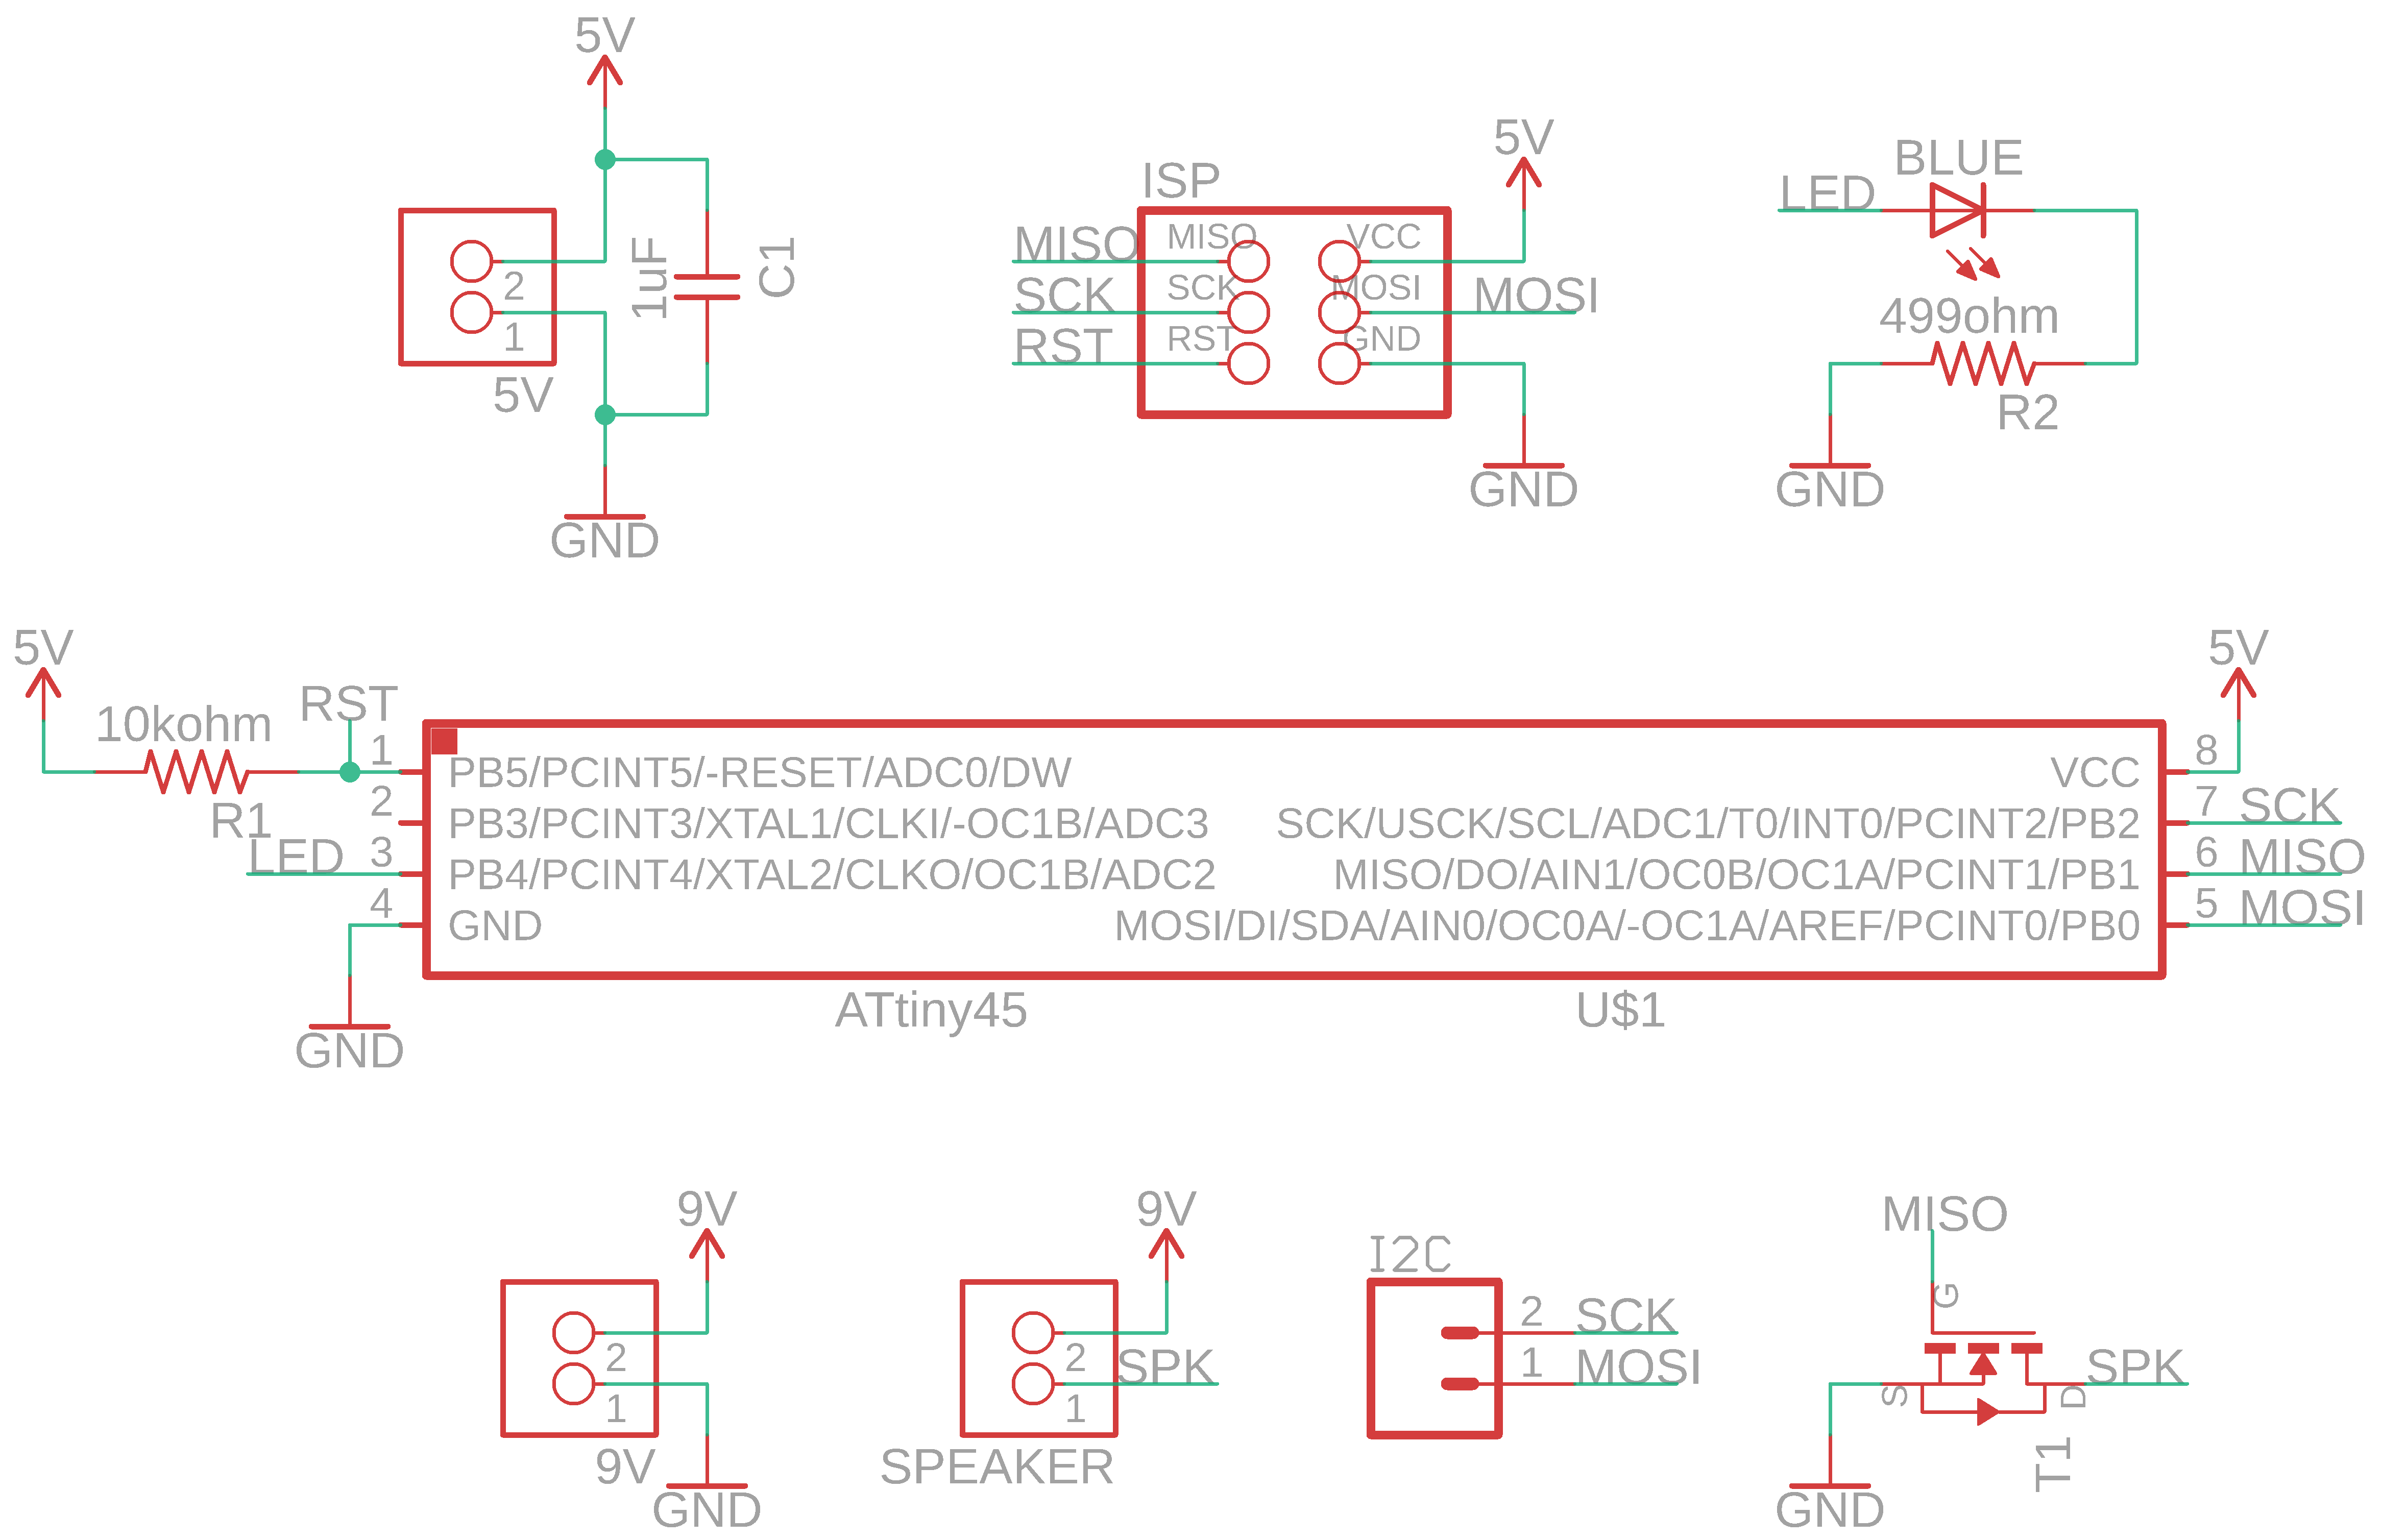 5V
2
1
5V
1uF
C1
GND
ISP
5V
MISO
MISO
VCC
SCK
SCK
MOSI
MOSI
RST
RST
GND
GND
BLUE
LED
499ohm
R2
GND
5V
10kohm
RST
R1
LED
1
PB5/PCINT5/-RESET/ADC0/DW
2
PB3/PCINT3/XTAL1/CLKI/-OC1B/ADC3
3
PB4/PCINT4/XTAL2/CLKO/OC1B/ADC2
4
GND
GND
5V
VCC
8
SCK/USCK/SCL/ADC1/T0/INT0/PCINT2/PB2
7
SCK
MISO/DO/AIN1/OC0B/OC1A/PCINT1/PB1
6
MISO
MOSI/DI/SDA/AIN0/OC0A/-OC1A/AREF/PCINT0/PB0
5
MOSI
ATtiny45
U$1
9V
2
1
9V
GND
9V
2
SPK
1
SPEAKER
I2C
2
SCK
1
MOSI
MISO
G
S
D
SPK
T1
GND